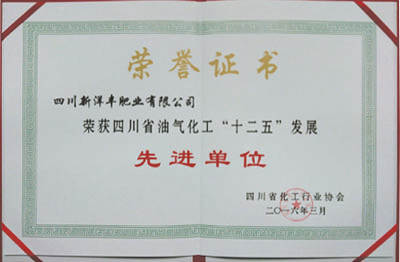 荣誉证书
四川新洋丰肥业有限公司
荣获四川省油气化工“十二五”发展
先进单位
四川省化工行业协会
二〇一六年三月